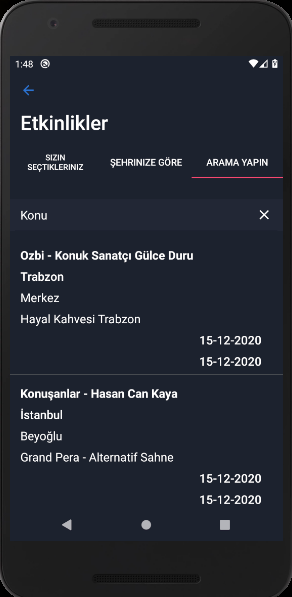 1:48
Etkinlikler
SIZIN
SEÇTIKLERINIZ
ŞEHRINIZE GÖRE
ARAMA YAPIN
Konu
Ozbi - Konuk Sanatçı Gülce Duru
Trabzon
Merkez
Hayal Kahvesi Trabzon
15-12-2020
15-12-2020
Konuşanlar - Hasan Can Kaya
İstanbul
Beyoğlu
Grand Pera - Alternatif Sahne
15-12-2020
15-12-2020